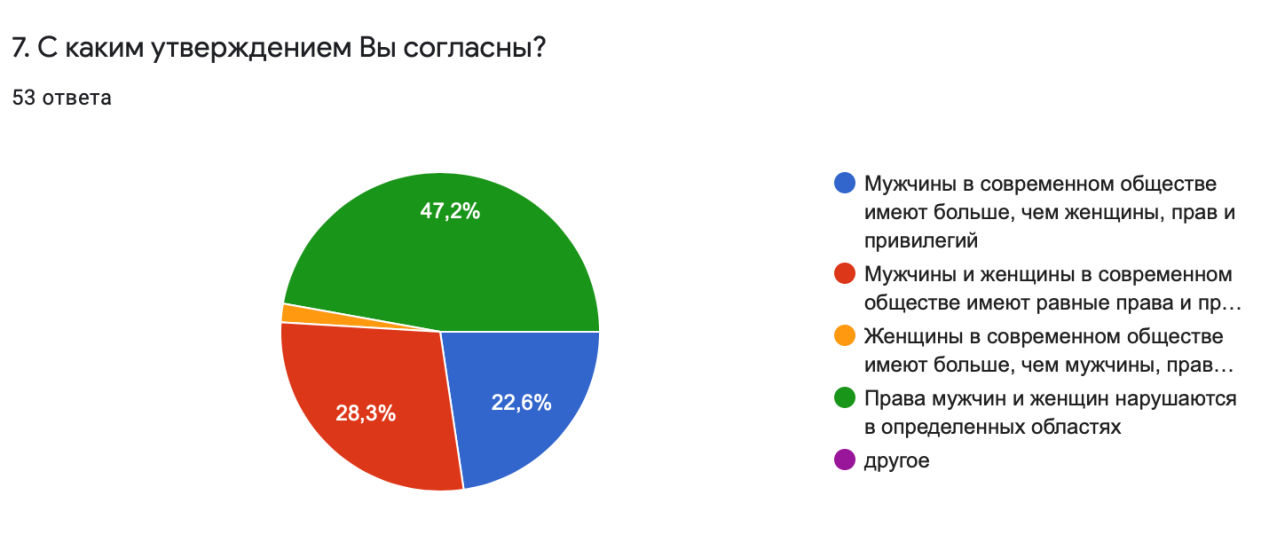 7. С каким утверждением Вы согласны?
53 ответа
47,2%
28,3%
22,6%
Мужчины в современном обществе
имеют больше, чем женщины, прав и
привилегий
Мужчины и женщины в современном
обществе имеют равные права и пр…
Женщины в современном обществе
имеют больше, чем мужчины, прав…
Права мужчин и женщин нарушаются
в определенных областях
другое